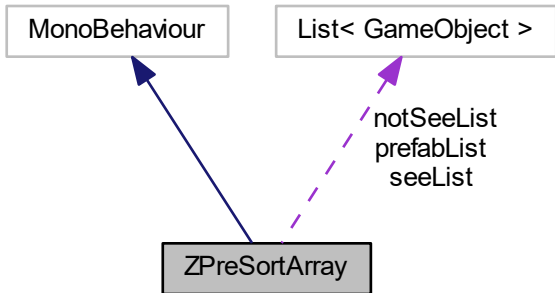 MonoBehaviour
List< GameObject >
notSeeList
prefabList
seeList
ZPreSortArray